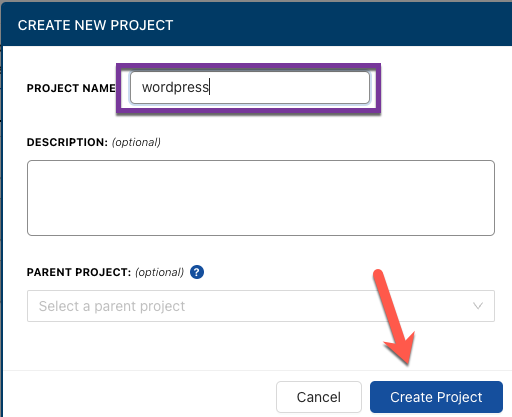 CREATE NEW PROJECT
PROJECT NAME
wordpress
DESCRIPTION: (optional)
PARENT PROJECT: (optional) ?
Select a parent project
Cancel
Create Project